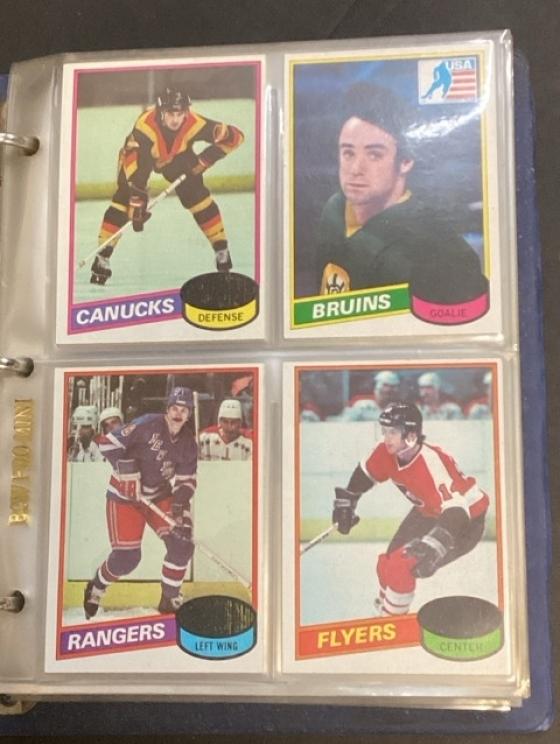 USA
CANUCKS
DEFENSE
BRUINS
GOALIE
RANGERS
LEFT WING
FLYERS
CENTER